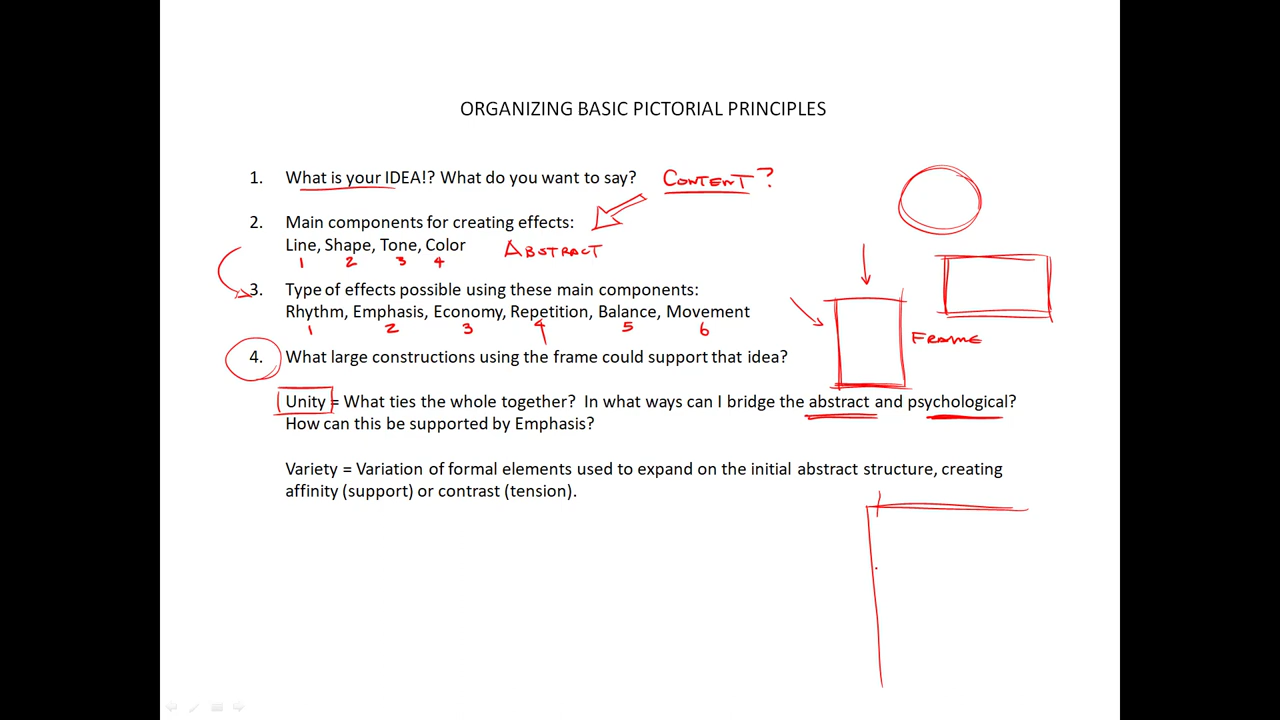 ORGANIZING BASIC PICTORIAL PRINCIPLES
1. What is your IDEA!? What do you want to say? CONTENT?
2. Main components for creating effects:
Line, Shape, Tone, Color ABSTRACT
1 2 3 4
3. Type of effects possible using these main components:
Rhythm, Emphasis, Economy, Repetition, Balance, Movement
1 2 3 4 5 6
FRAME
4. What large constructions using the frame could support that idea?
Unity = What ties the whole together? In what ways can I bridge the abstract and psychological?
How can this be supported by Emphasis?
Variety = Variation of formal elements used to expand on the initial abstract structure, creating
affinity (support) or contrast (tension).